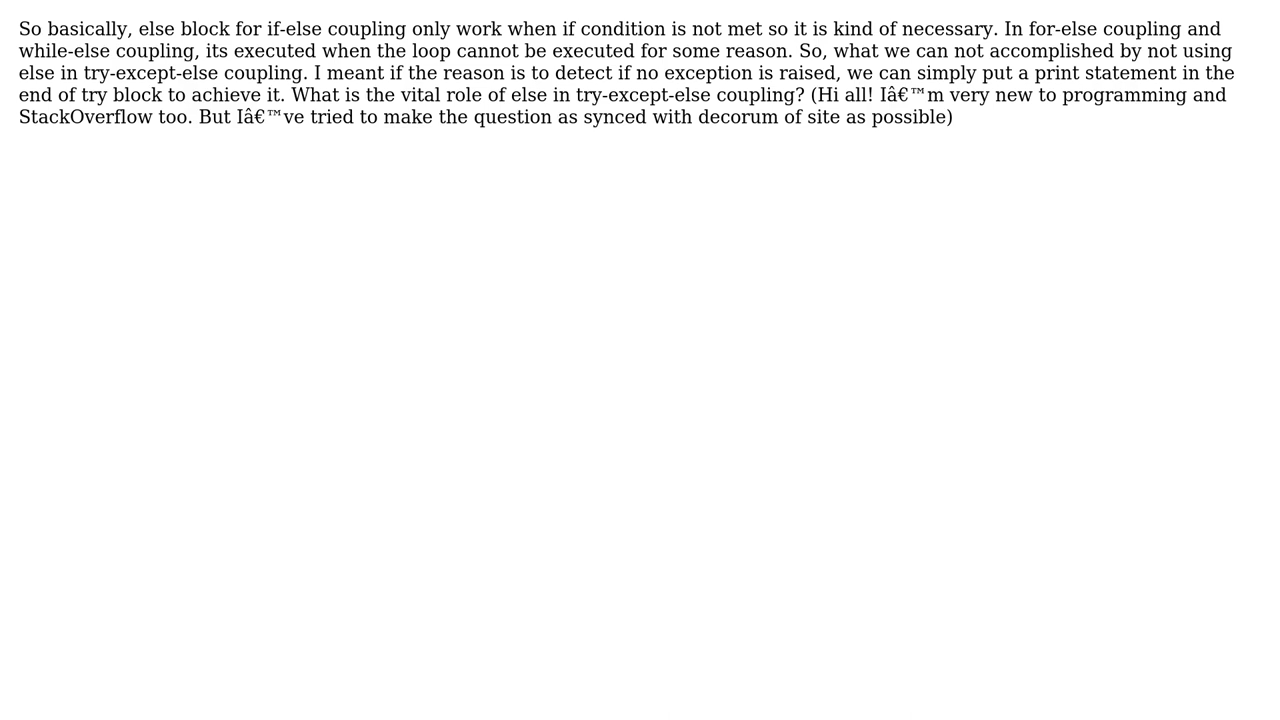 So basically, else block for if-else coupling only work when if condition is not met so it is kind of necessary. In for-else coupling and
while-else coupling, its executed when the loop cannot be executed for some reason. So, what we can not accomplished by not using
else in try-except-else coupling. I meant if the reason is to detect if no exception is raised, we can simply put a print statement in the
end of try block to achieve it. What is the vital role of else in try-except-else coupling? (Hi all! Iâ€™m very new to programming and
StackOverflow too. But Iâ€™ve tried to make the question as synced with decorum of site as possible)